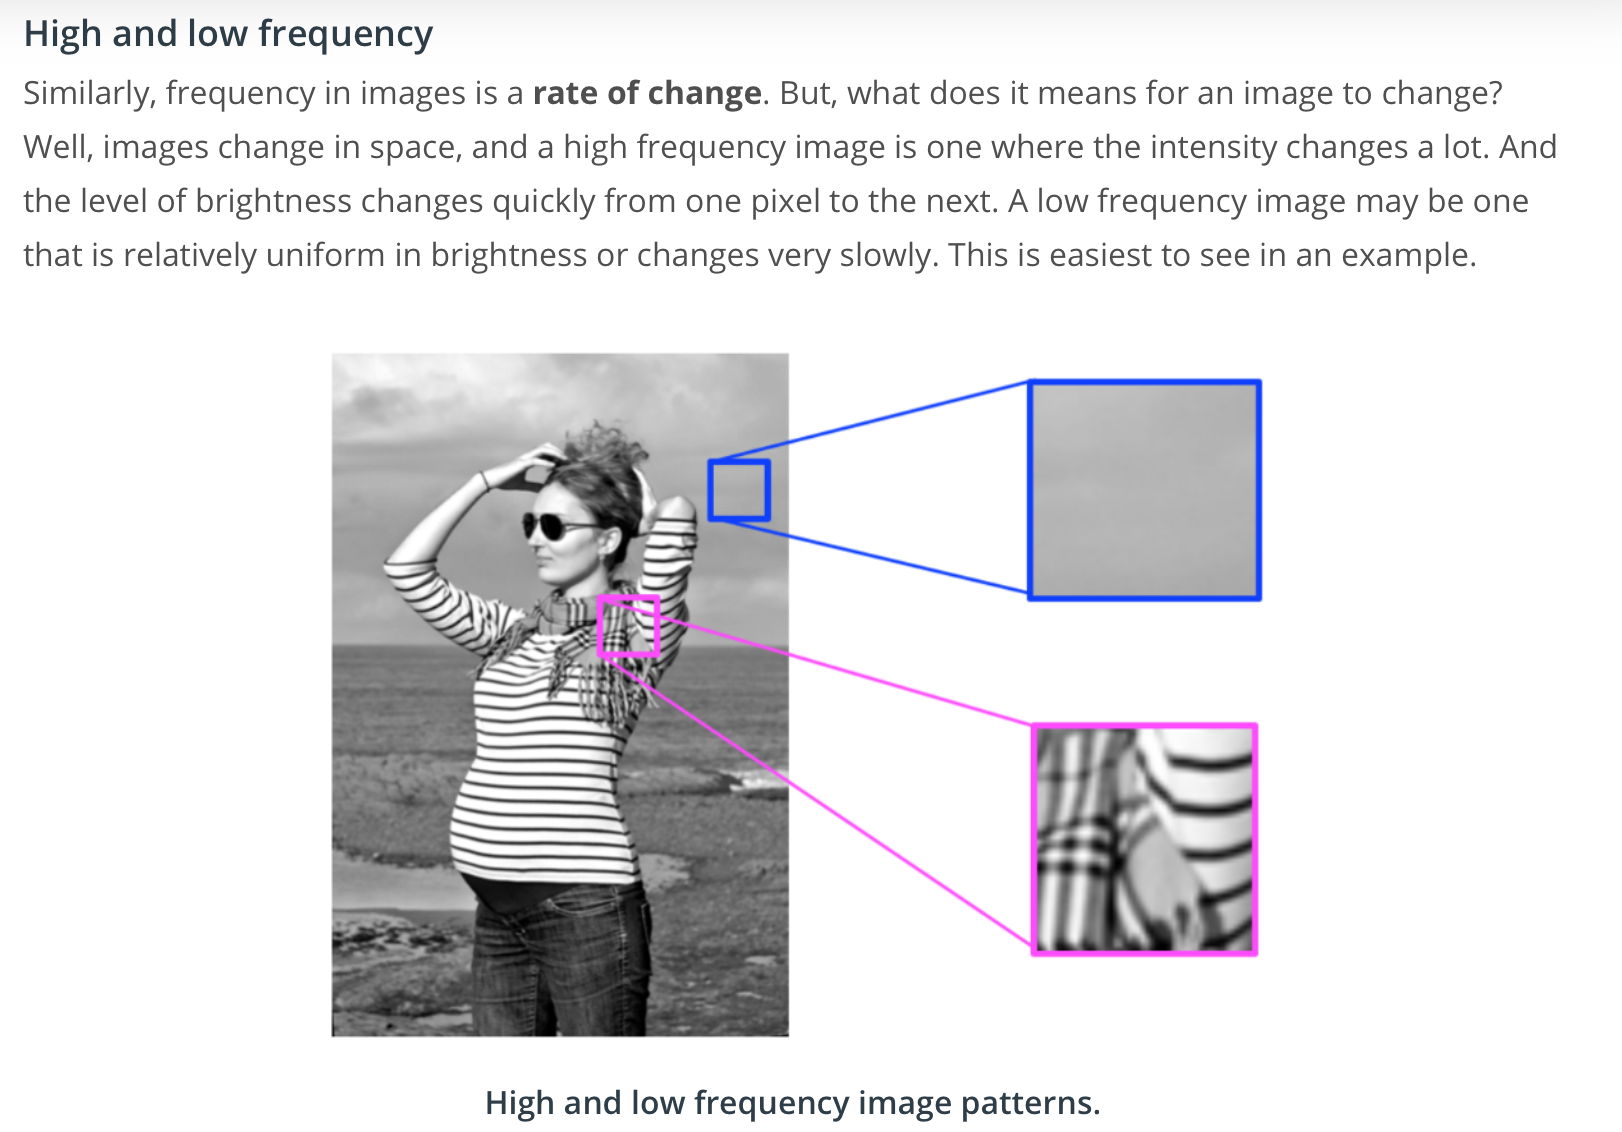 High and low frequency
Similarly, frequency in images is a rate of change. But, what does it means for an image to change?
Well, images change in space, and a high frequency image is one where the intensity changes a lot. And
the level of brightness changes quickly from one pixel to the next. A low frequency image may be one
that is relatively uniform in brightness or changes very slowly. This is easiest to see in an example.
High and low frequency image patterns.